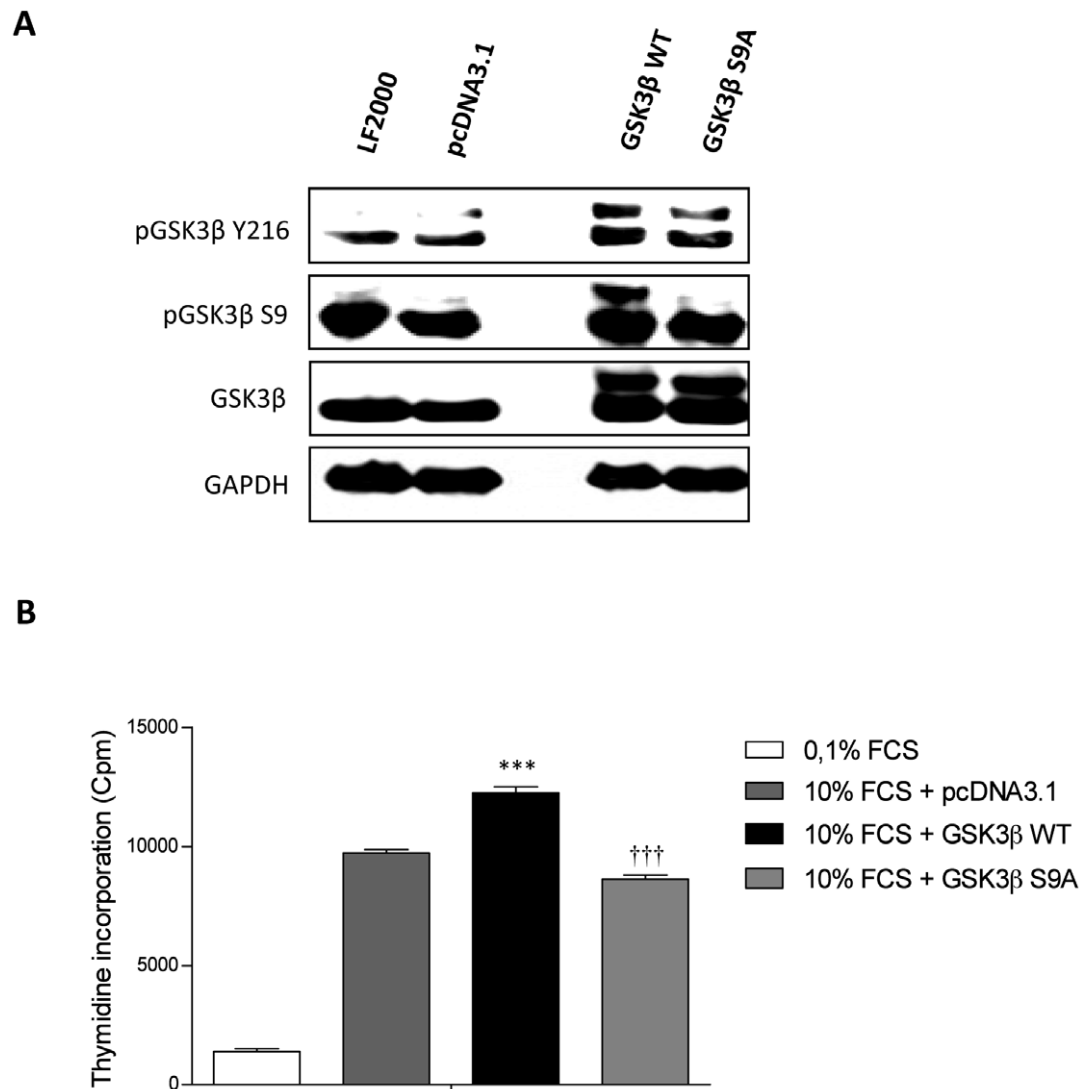 A
LF2000
pcDNA3.1
GSK3β WT
GSK3β S9A
pGSK3β Y216
pGSK3β S9
GSK3β
GAPDH
B
Thymidine incorporation (Cpm)
15000
10000
5000
0
***
†††
0,1% FCS
10% FCS + pcDNA3.1
10% FCS + GSK3β WT
10% FCS + GSK3β S9A